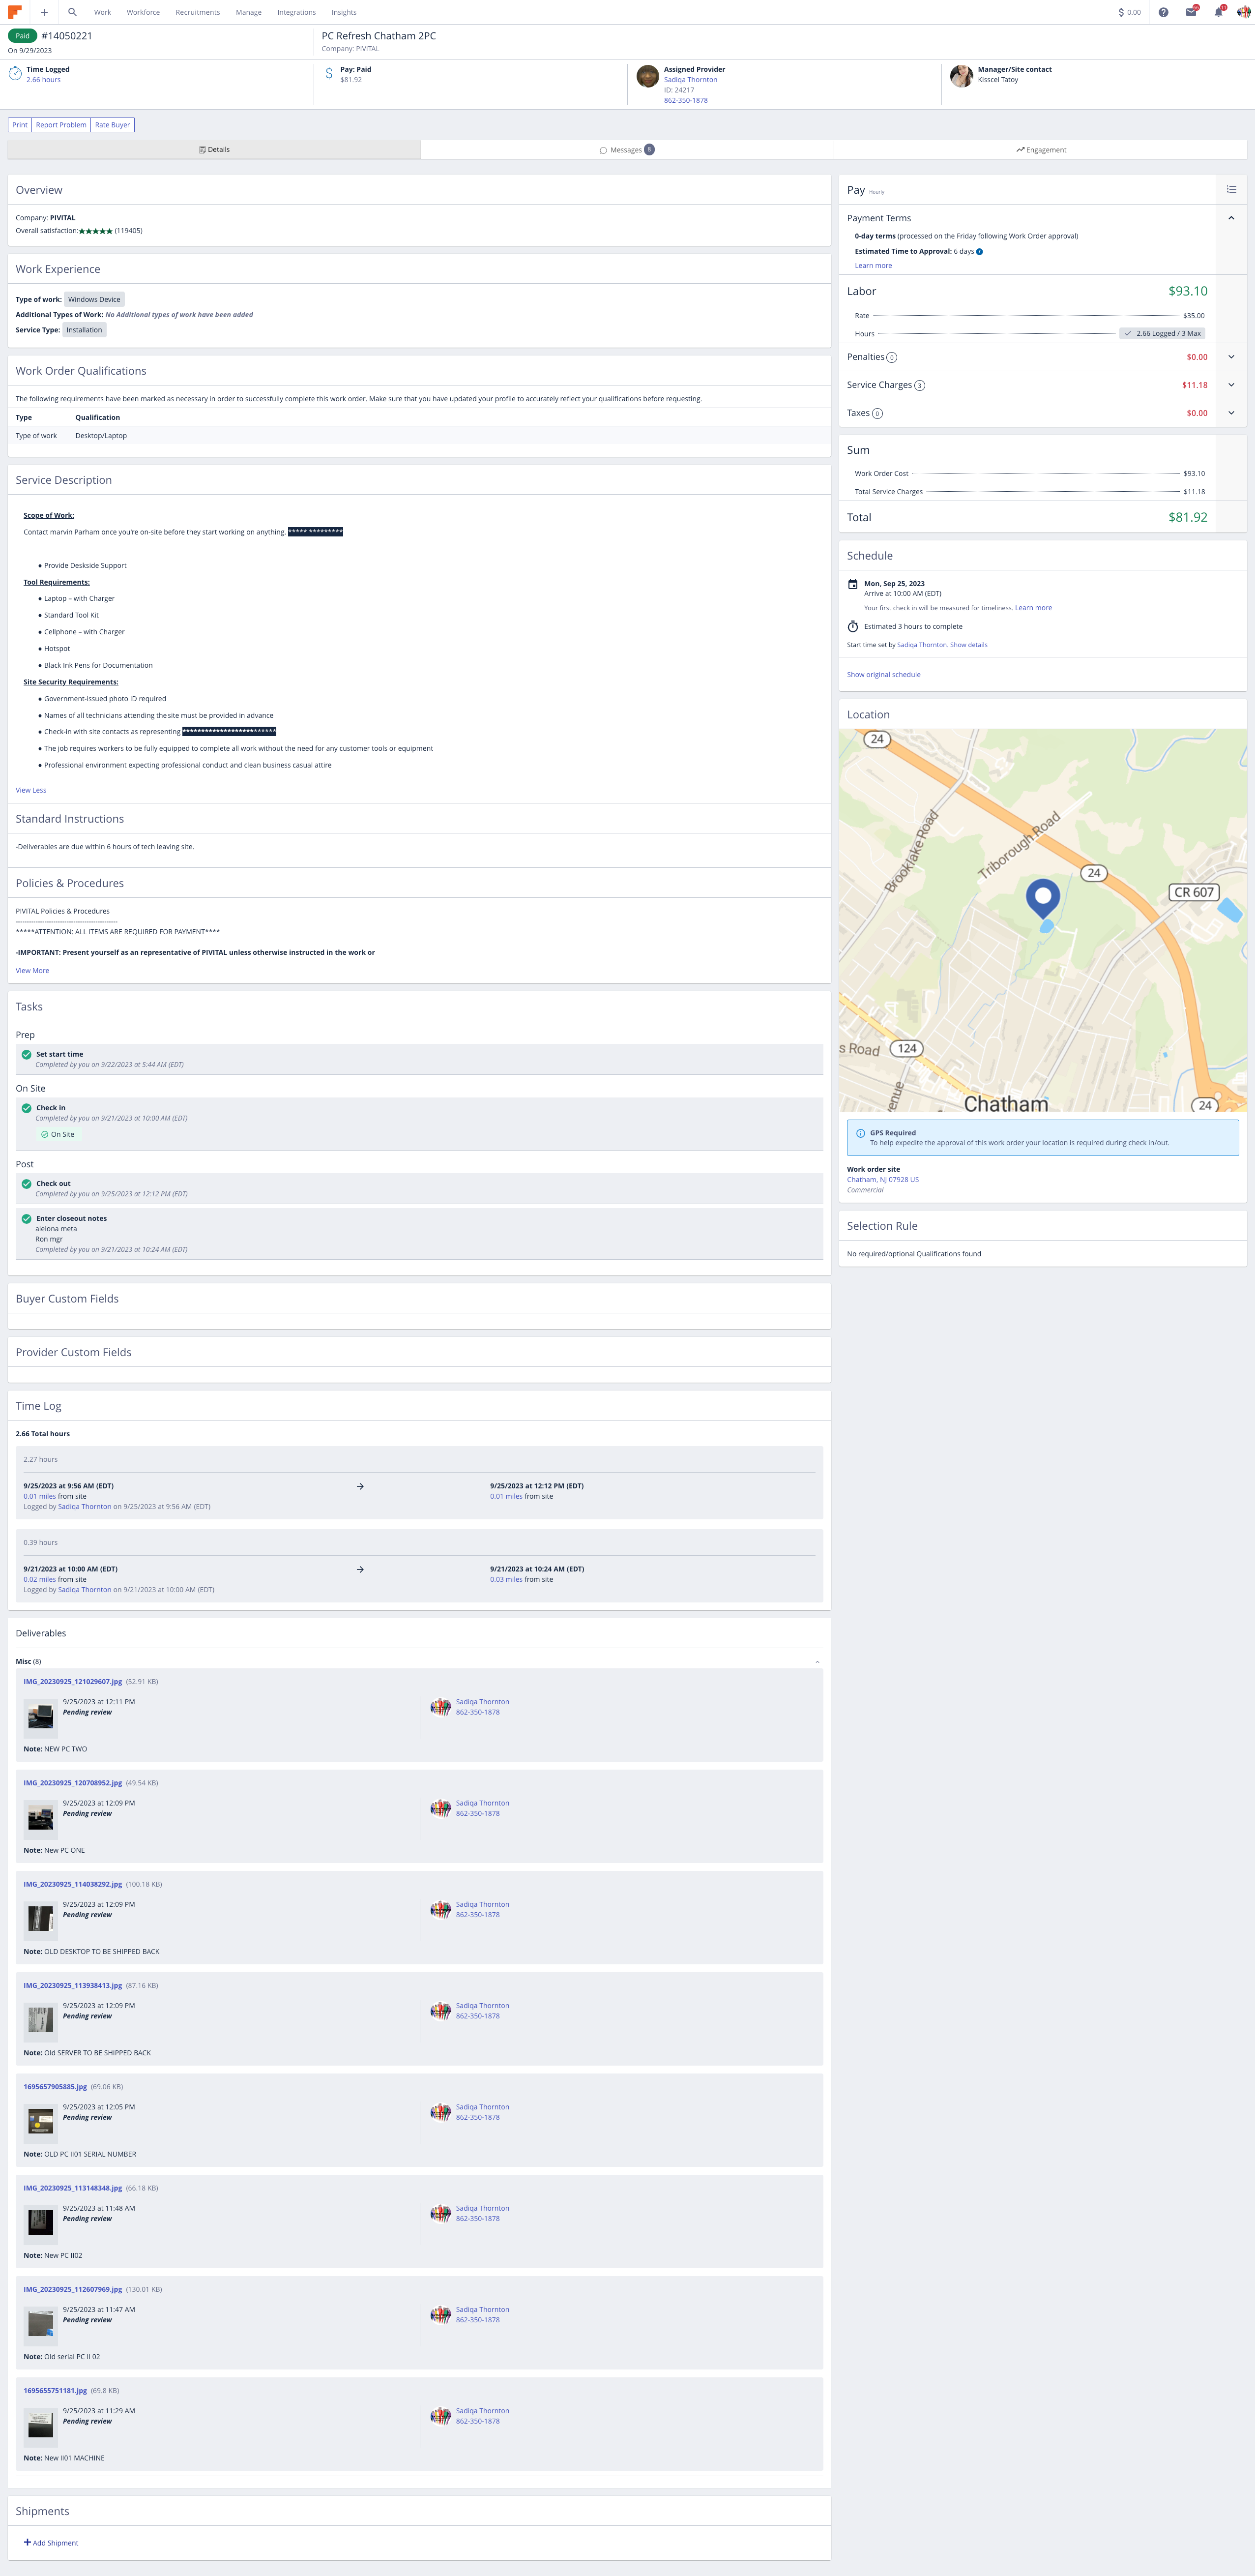 Work Workforce Recruitments Manage Integrations Insights $ 0.00
Paid #14050221
On 9/29/2023
PC Refresh Chatham 2PC
Company: PIVITAL
Time Logged
2.66 hours
Pay: Paid
$81.92
Assigned Provider
Sadiqa Thornton
ID: 24217
862-350-1878
Manager/Site contact
Kisscel Tatoy
Print Report Problem Rate Buyer
Details Messages 8 Engagement
Overview
Company: PIVITAL
Overall satisfaction:★★★★★ (119405)
Work Experience
Type of work: Windows Device
Additional Types of Work: No Additional types of work have been added
Service Type: Installation
Work Order Qualifications
The following requirements have been marked as necessary in order to successfully complete this work order. Make sure that you have updated your profile to accurately reflect your qualifications before requesting.
Type Qualification
Type of work Desktop/Laptop
Service Description
Scope of Work:
Contact marvin Parham once you're on-site before they start working on anything. ***** *********
• Provide Deskside Support
Tool Requirements:
• Laptop – with Charger
• Standard Tool Kit
• Cellphone – with Charger
• Hotspot
• Black Ink Pens for Documentation
Site Security Requirements:
• Government-issued photo ID required
• Names of all technicians attending the site must be provided in advance
• Check-in with site contacts as representing *************************
• The job requires workers to be fully equipped to complete all work without the need for any customer tools or equipment
• Professional environment expecting professional conduct and clean business casual attire
View Less
Standard Instructions
-Deliverables are due within 6 hours of tech leaving site.
Policies & Procedures
PIVITAL Policies & Procedures
--------------------------------------------
*****ATTENTION: ALL ITEMS ARE REQUIRED FOR PAYMENT****
-IMPORTANT: Present yourself as an representative of PIVITAL unless otherwise instructed in the work or
View More
Tasks
Prep
Set start time
Completed by you on 9/22/2023 at 5:44 AM (EDT)
On Site
Check in
Completed by you on 9/21/2023 at 10:00 AM (EDT)
On Site
Post
Check out
Completed by you on 9/25/2023 at 12:12 PM (EDT)
Enter closeout notes
aleiona meta
Ron mgr
Completed by you on 9/21/2023 at 10:24 AM (EDT)
Buyer Custom Fields
Provider Custom Fields
Time Log
2.66 Total hours
2.27 hours
9/25/2023 at 9:56 AM (EDT) → 9/25/2023 at 12:12 PM (EDT)
0.01 miles from site 0.01 miles from site
Logged by Sadiqa Thornton on 9/25/2023 at 9:56 AM (EDT)
0.39 hours
9/21/2023 at 10:00 AM (EDT) → 9/21/2023 at 10:24 AM (EDT)
0.02 miles from site 0.03 miles from site
Logged by Sadiqa Thornton on 9/21/2023 at 10:00 AM (EDT)
Deliverables
Misc (8)
IMG_20230925_121029607.jpg (52.91 KB)
9/25/2023 at 12:11 PM Sadiqa Thornton
Pending review 862-350-1878
Note: NEW PC TWO
IMG_20230925_120708952.jpg (49.54 KB)
9/25/2023 at 12:09 PM Sadiqa Thornton
Pending review 862-350-1878
Note: New PC ONE
IMG_20230925_114038292.jpg (100.18 KB)
9/25/2023 at 12:09 PM Sadiqa Thornton
Pending review 862-350-1878
Note: OLD DESKTOP TO BE SHIPPED BACK
IMG_20230925_113938413.jpg (87.16 KB)
9/25/2023 at 12:09 PM Sadiqa Thornton
Pending review 862-350-1878
Note: Old SERVER TO BE SHIPPED BACK
1695657905885.jpg (69.06 KB)
9/25/2023 at 12:05 PM Sadiqa Thornton
Pending review 862-350-1878
Note: OLD PC II01 SERIAL NUMBER
IMG_20230925_113148348.jpg (66.18 KB)
9/25/2023 at 11:48 AM Sadiqa Thornton
Pending review 862-350-1878
Note: New PC II02
IMG_20230925_112607969.jpg (130.01 KB)
9/25/2023 at 11:47 AM Sadiqa Thornton
Pending review 862-350-1878
Note: Old serial PC II 02
1695655751181.jpg (69.8 KB)
9/25/2023 at 11:29 AM Sadiqa Thornton
Pending review 862-350-1878
Note: New II01 MACHINE
Shipments
Add Shipment
Pay Hourly
Payment Terms
0-day terms (processed on the Friday following Work Order approval)
Estimated Time to Approval: 6 days
Learn more
Labor $93.10
Rate $35.00
Hours 2.66 Logged / 3 Max
Penalties 0 $0.00
Service Charges 3 $11.18
Taxes 0 $0.00
Sum
Work Order Cost $93.10
Total Service Charges $11.18
Total $81.92
Schedule
Mon, Sep 25, 2023
Arrive at 10:00 AM (EDT)
Your first check in will be measured for timeliness. Learn more
Estimated 3 hours to complete
Start time set by Sadiqa Thornton. Show details
Show original schedule
Location
24
Brooklake Road
Triborough Road
24
CR 607
s Road
124
venue
Chatham
24
GPS Required
To help expedite the approval of this work order your location is required during check in/out.
Work order site
Chatham, NJ 07928 US
Commercial
Selection Rule
No required/optional Qualifications found